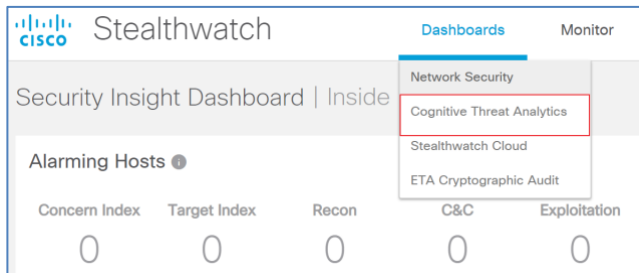 CISCO Stealthwatch Dashboards Monitor
Network Security
Security Insight Dashboard | Inside
Cognitive Threat Analytics
Stealthwatch Cloud
Alarming Hosts
ETA Cryptographic Audit
Concern Index Target Index Recon C&C Exploitation
0 0 0 0 0